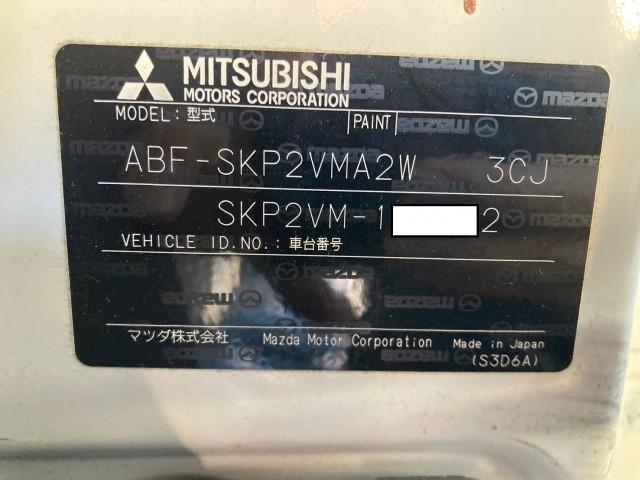 MITSUBISHI
MOTORS CORPORATION
MODEL: 型式 PAINT
ABF-SKP2VMA2W 3CJ
SKP2VM-1 2
VEHICLE ID.NO.: 車台番号
マツダ株式会社 Mazda Motor Corporation Made in Japan
(S3D6A)
mazda